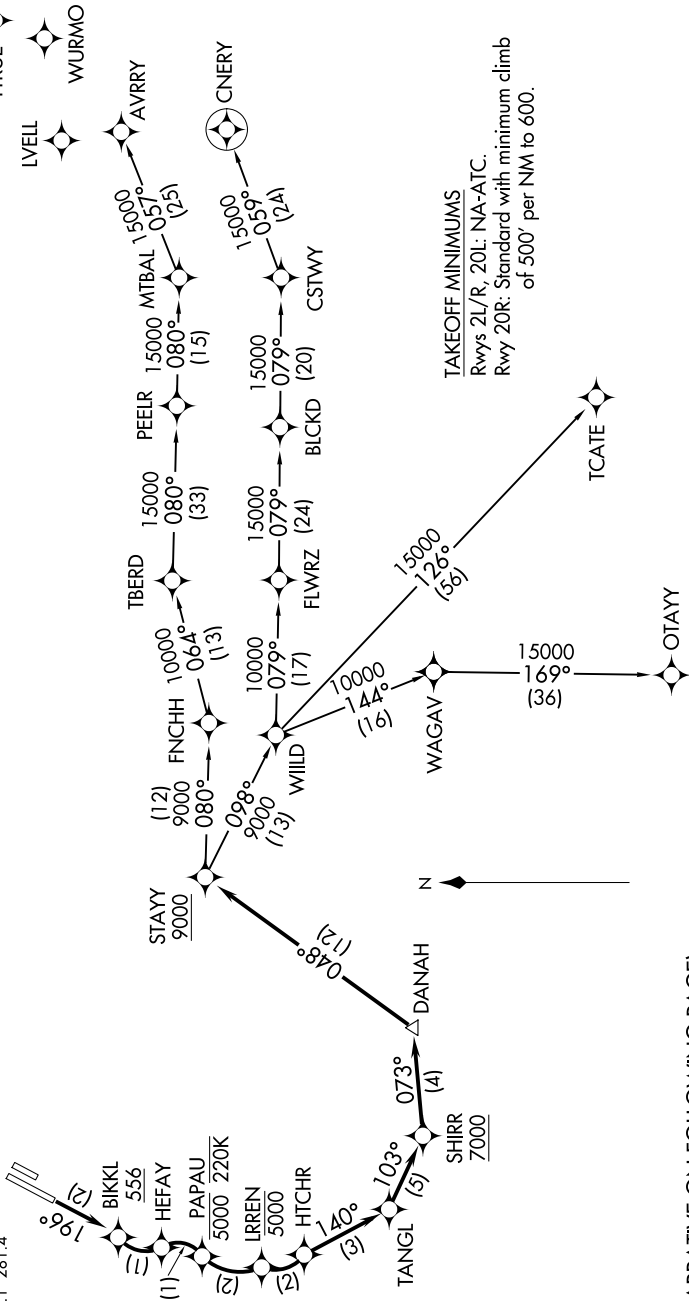 WURMO
LVELL
AVRRY
CNERY
15000
057°
(25)
15000
059°
(24)
MTBAL
CSTWY
15000
080°
(15)
15000
079°
(20)
PEELR
BLCKD
15000
080°
(33)
15000
079°
(24)
TBERD
FLWRZ
10000
064°
(13)
10000
079°
(17)
FNCHH
WIILD
(12)
9000
080°
098°
9000
(13)
STAYY
9000
15000
126°
(56)
TCATE
10000
144°
(16)
WAGAV
15000
169°
(36)
OTAYY
TAKEOFF MINIMUMS
Rwys 2L/R, 20L: NA-ATC.
Rwy 20R: Standard with minimum climb
of 500' per NM to 600.
N
048°
(12)
DANAH
073°
(4)
SHIRR
7000
103°
(5)
TANGL
140°
(3)
HTCHR
(2)
LRREN
5000
(2)
PAPAU
5000 220K
(1)
HEFAY
(1)
BIKKL
556
196°
(2)
281.4